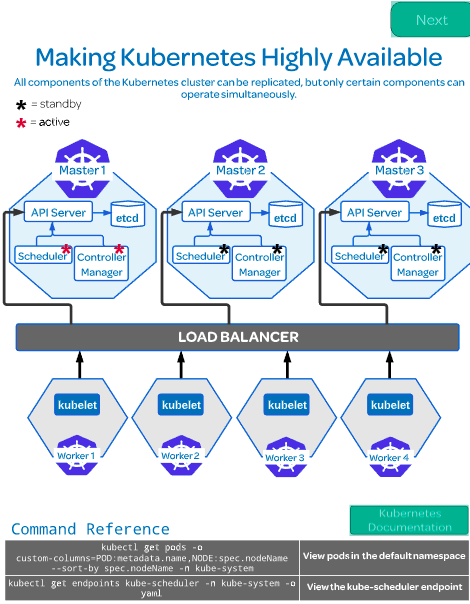 Next
Making Kubernetes Highly Available
All components of the Kubernetes cluster can be replicated, but only certain components can
operate simultaneously.
* = standby
* = active
Master 1
Master 2
Master 3
API Server
etcd
API Server
etcd
API Server
etcd
Scheduler*
Controller*
Manager
Scheduler*
Controller*
Manager
Scheduler*
Controller*
Manager
LOAD BALANCER
kubelet
kubelet
kubelet
kubelet
Worker 1
Worker 2
Worker 3
Worker 4
Kubernetes
Documentation
Command Reference
kubectl get pods -o
custom-columns=POD:metadata.name,NODE:spec.nodeName
--sort-by spec.nodeName -n kube-system
View pods in the default namespace
kubectl get endpoints kube-scheduler -n kube-system -o
yaml
View the kube-scheduler endpoint